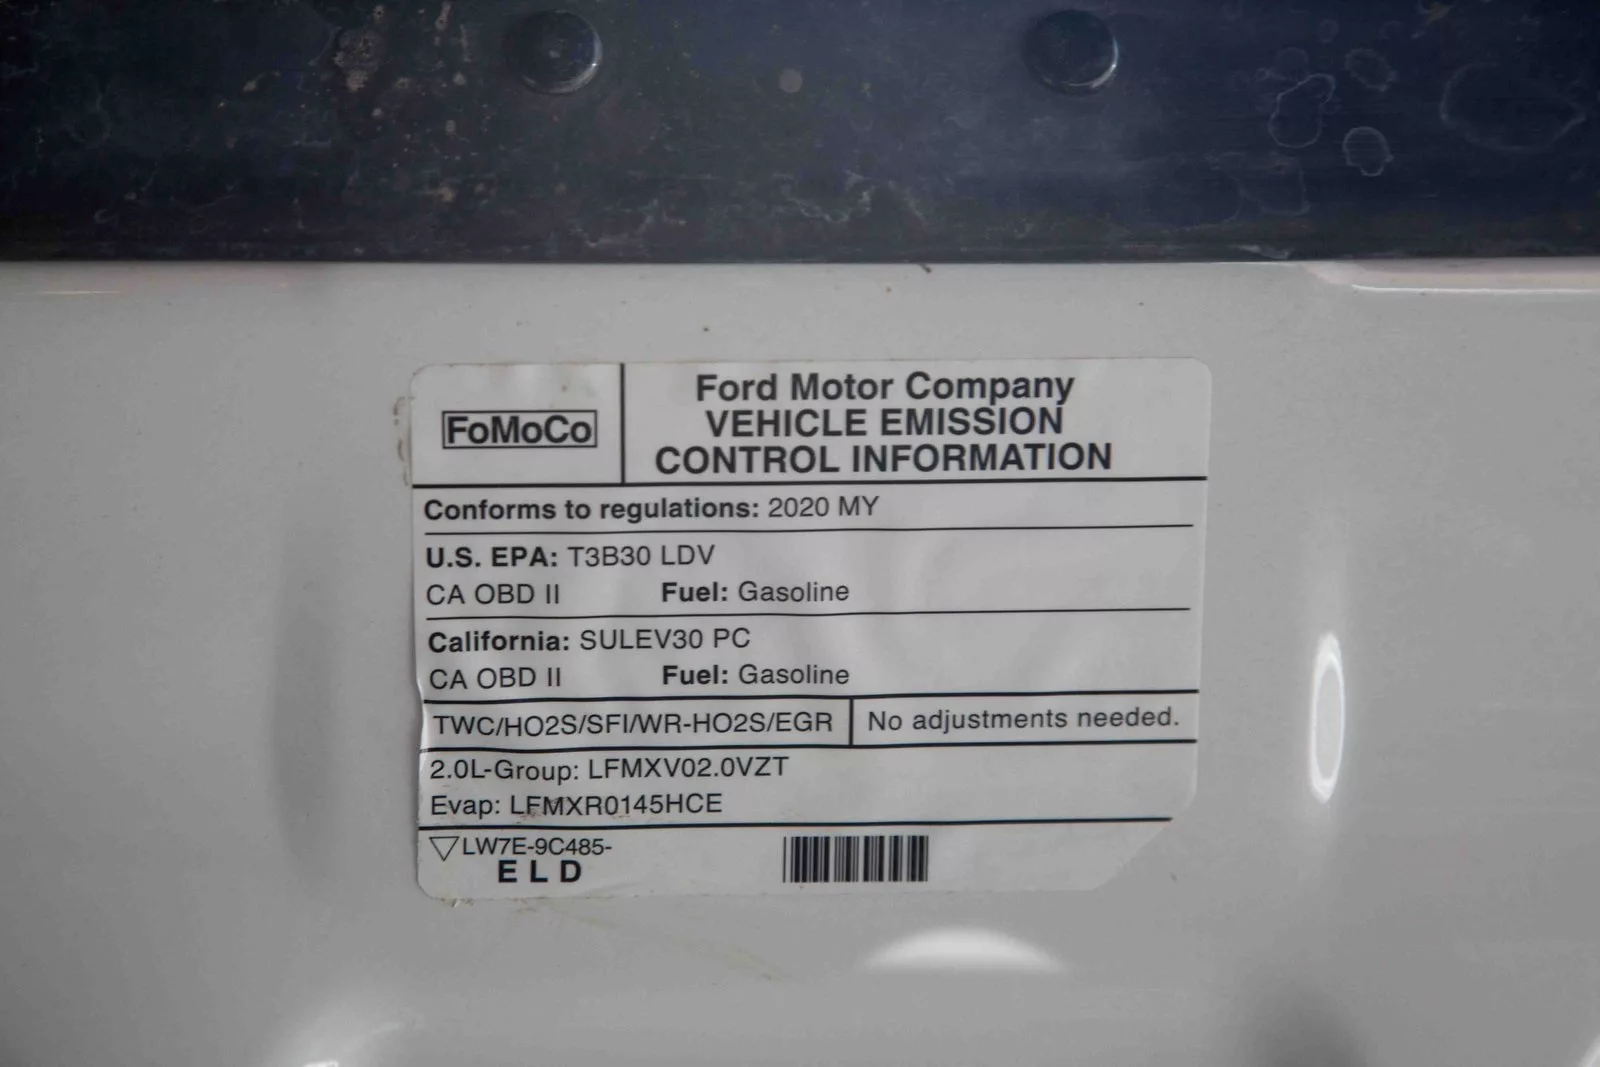 FoMoCo
Ford Motor Company
VEHICLE EMISSION
CONTROL INFORMATION
Conforms to regulations: 2020 MY
U.S. EPA: T3B30 LDV
CA OBD II Fuel: Gasoline
California: SULEV30 PC
CA OBD II Fuel: Gasoline
TWC/HO2S/SFI/WR-HO2S/EGR No adjustments needed.
2.0L-Group: LFMXV02.0VZT
Evap: LFMXR0145HCE
LW7E-9C485-
E L D